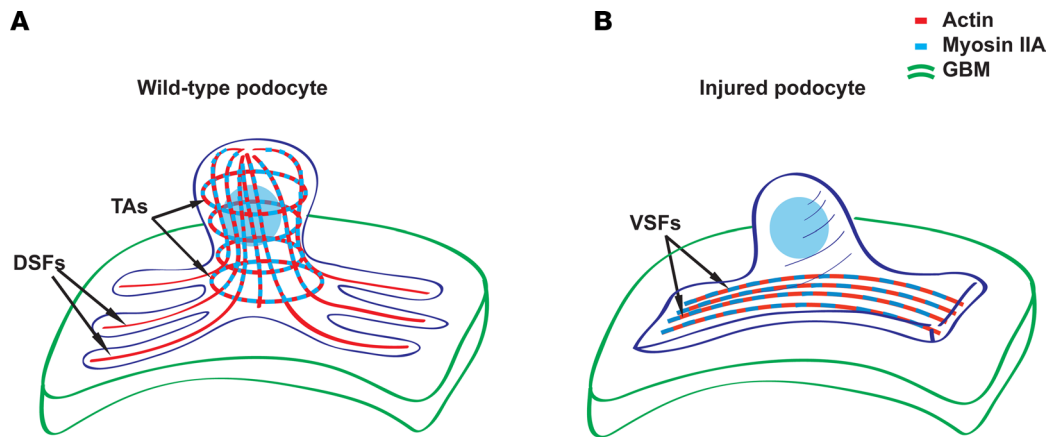 A
B
Actin
Myosin IIA
GBM
Wild-type podocyte
Injured podocyte
TAs
DSFs
VSFs